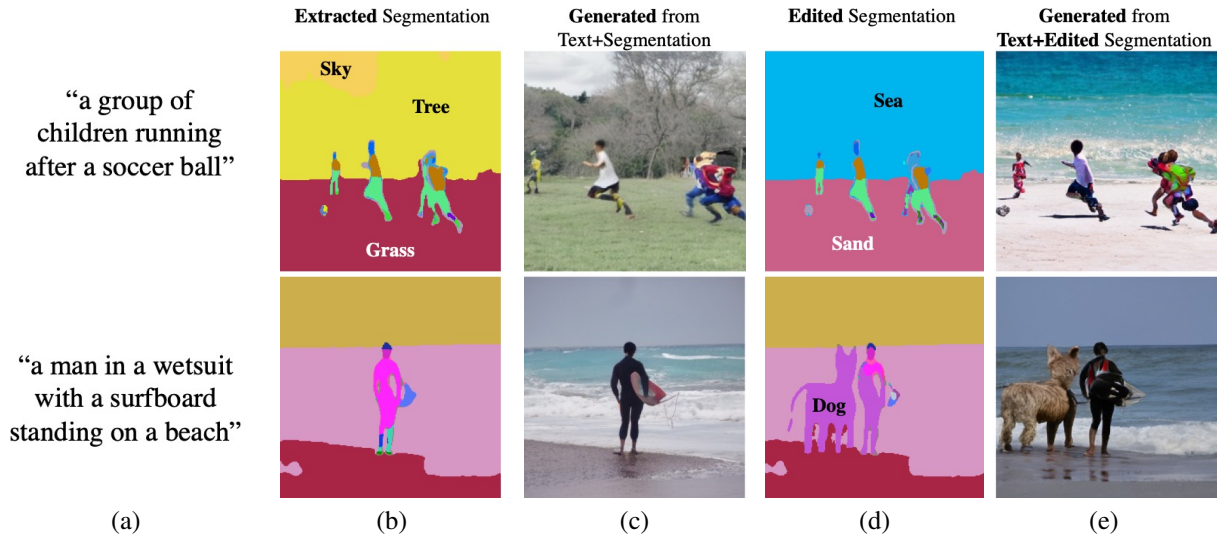 Extracted Segmentation
Generated from
Text+Segmentation
Edited Segmentation
Generated from
Text+Edited Segmentation
“a group of
children running
after a soccer ball”
Sky
Tree
Grass
Sea
Sand
“a man in a wetsuit
with a surfboard
standing on a beach”
Dog
(a)
(b)
(c)
(d)
(e)